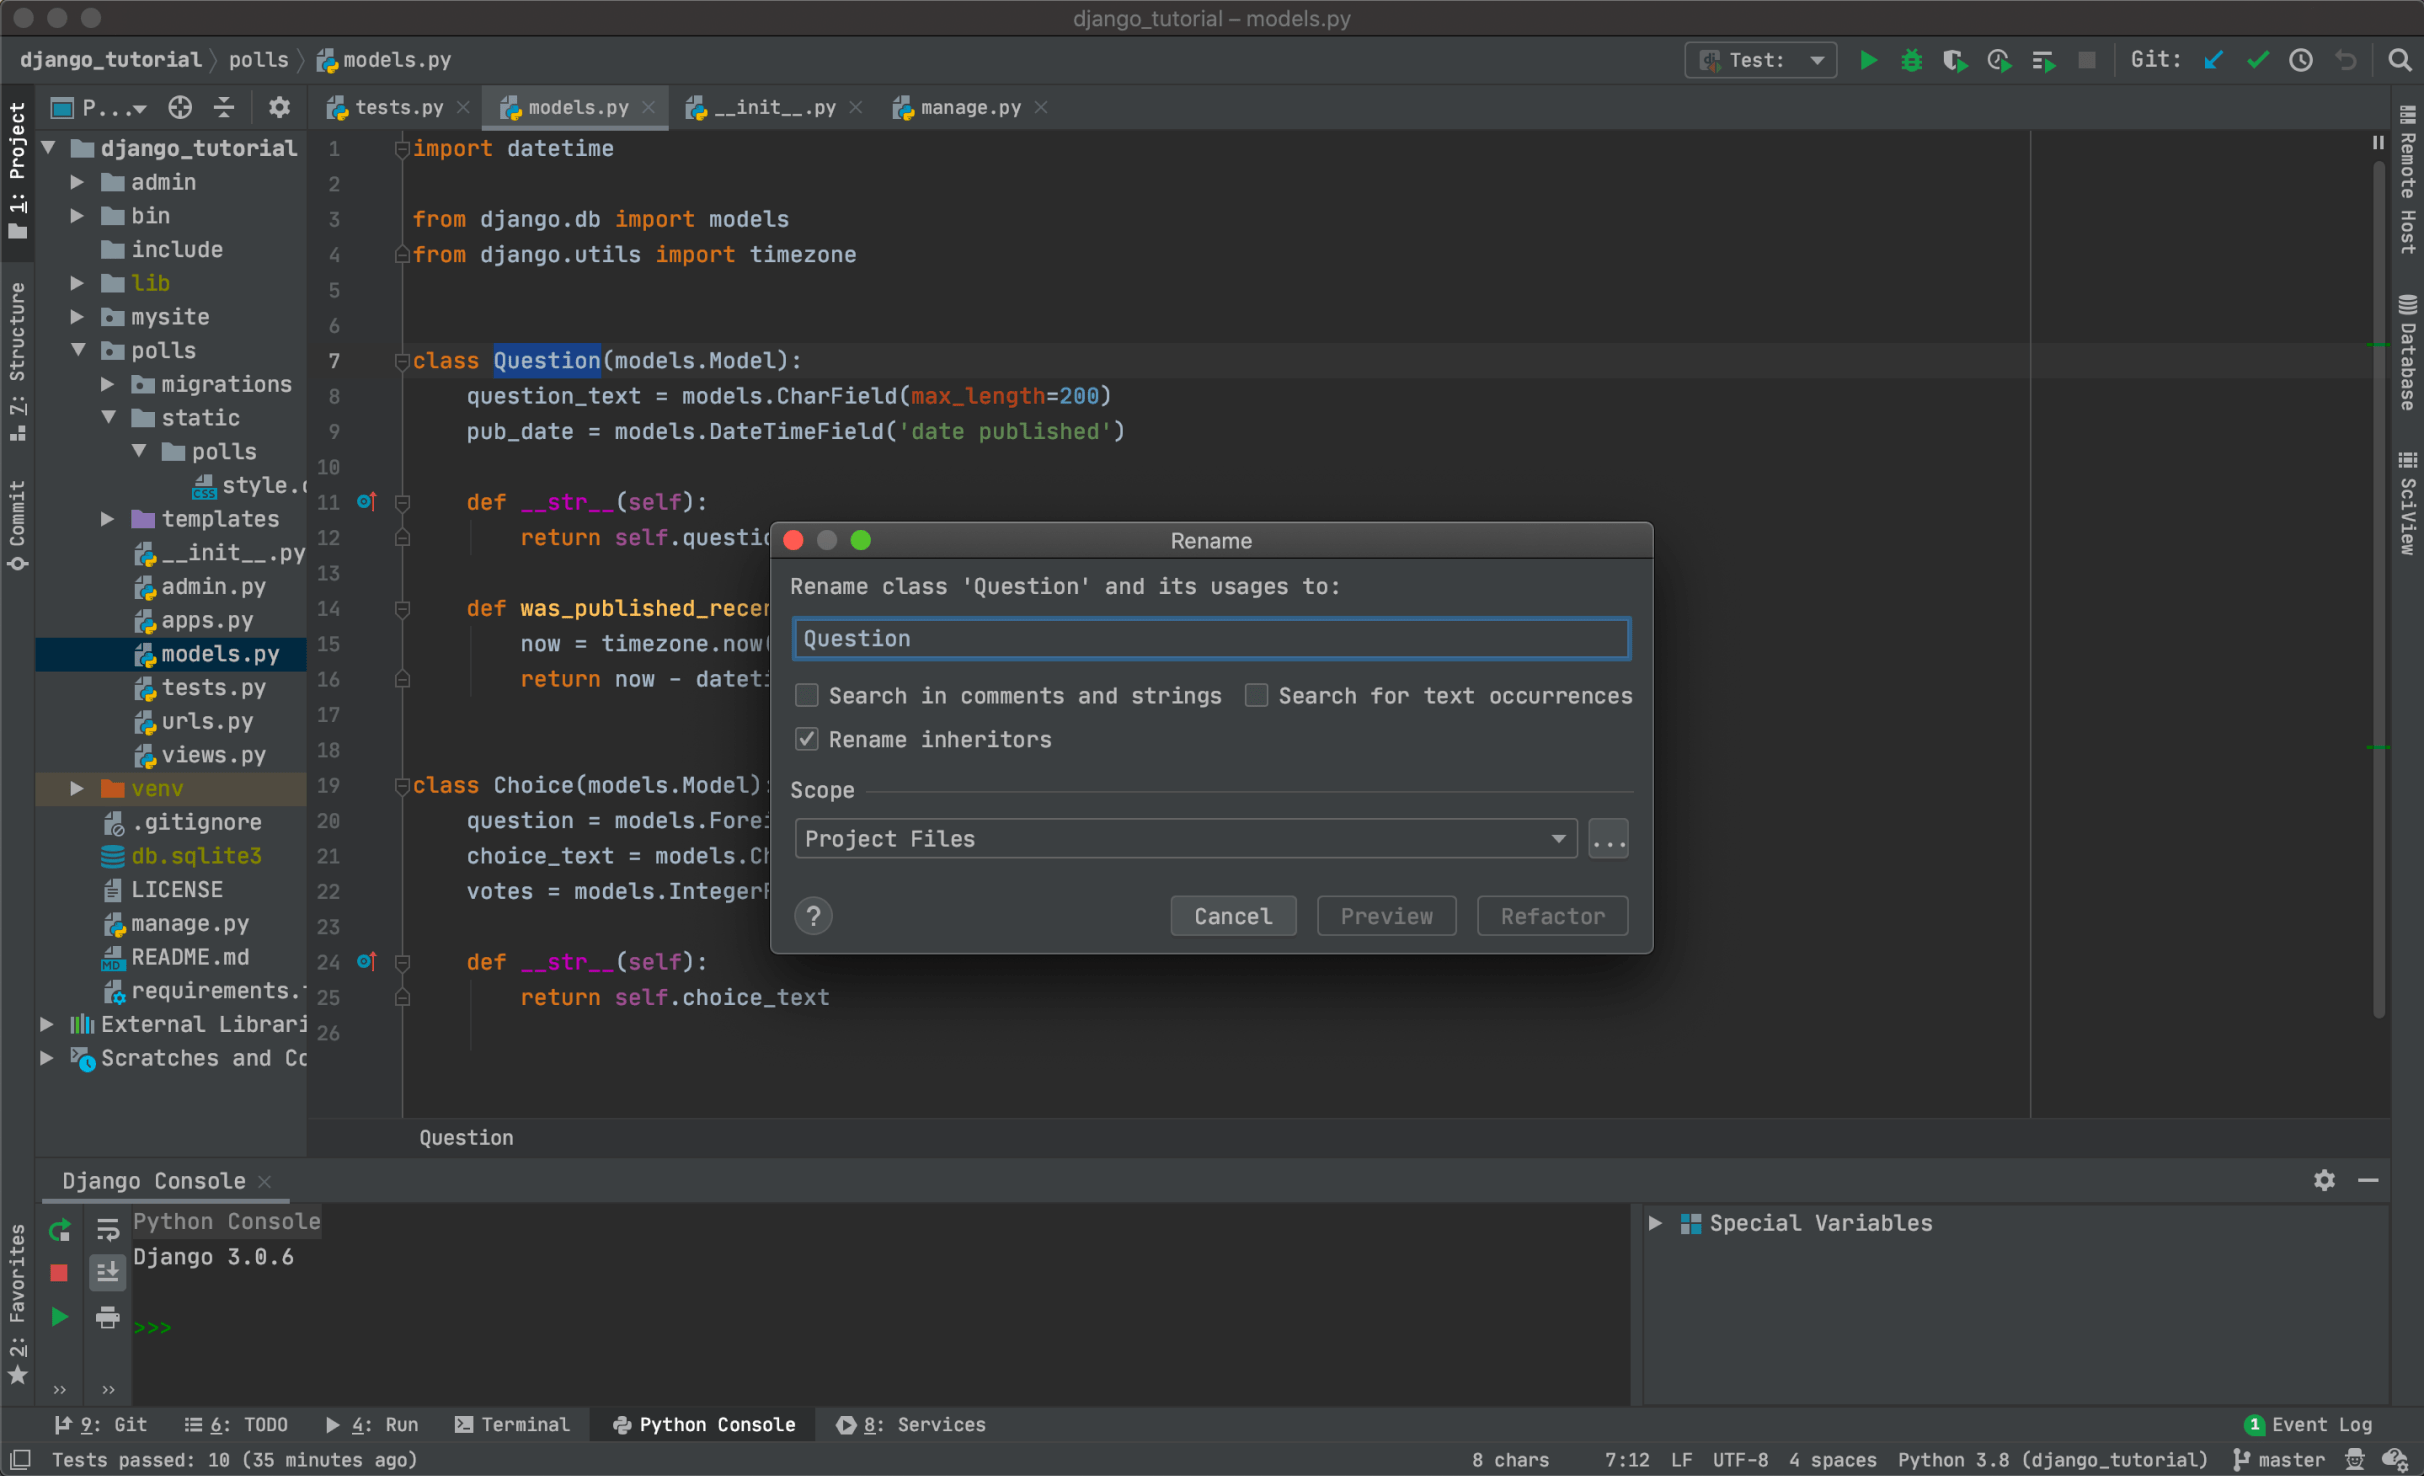 django_tutorial – models.py
django_tutorial polls models.py
Test:
Git:
P...
tests.py
models.py
__init__.py
manage.py
1: Project
7: Structure
Commit
2: Favorites
django_tutorial
admin
bin
include
lib
mysite
polls
migrations
static
polls
style.c
templates
__init__.py
admin.py
apps.py
models.py
tests.py
urls.py
views.py
venv
.gitignore
db.sqlite3
LICENSE
manage.py
README.md
requirements.
External Librari
Scratches and Co
1 import datetime
2
3 from django.db import models
4 from django.utils import timezone
5
6
7 class Question(models.Model):
8 question_text = models.CharField(max_length=200)
9 pub_date = models.DateTimeField('date published')
10
11 def __str__(self):
12 return self.questio
13
14 def was_published_recen
15 now = timezone.now(
16 return now - dateti
17
18
19 class Choice(models.Model):
20 question = models.Forei
21 choice_text = models.Ch
22 votes = models.IntegerF
23
24 def __str__(self):
25 return self.choice_text
26
Question
Rename
Rename class 'Question' and its usages to:
Question
Search in comments and strings
Search for text occurrences
Rename inheritors
Scope
Project Files
...
?
Cancel
Preview
Refactor
Remote Host
Database
SciView
Django Console
Python Console
Django 3.0.6
>>>
Special Variables
9: Git
6: TODO
4: Run
Terminal
Python Console
8: Services
1 Event Log
Tests passed: 10 (35 minutes ago)
8 chars
7:12
LF
UTF-8
4 spaces
Python 3.8 (django_tutorial)
master